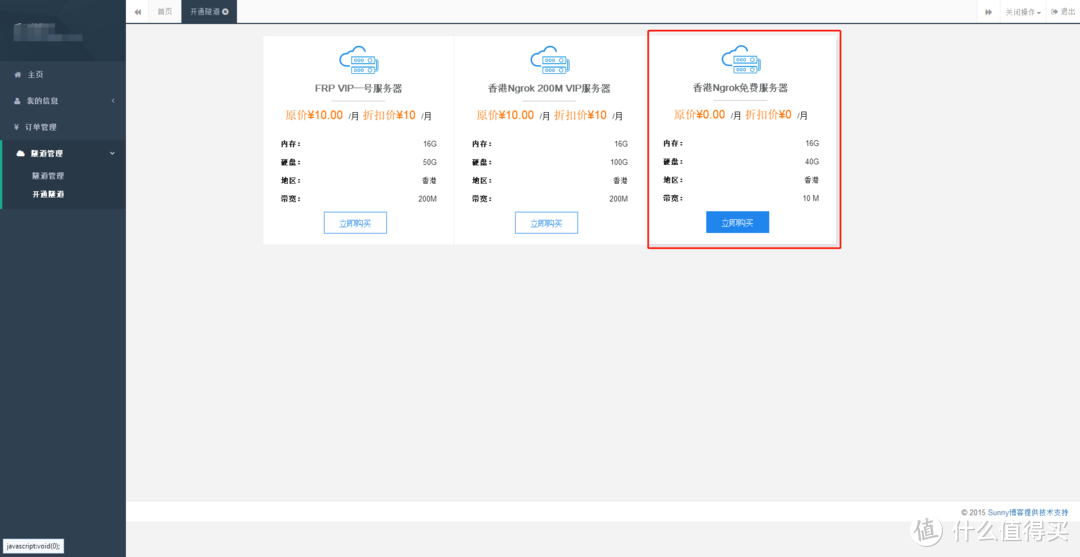 首页
开通隧道
关闭操作
退出
主页
我的信息
¥ 订单管理
隧道管理
隧道管理
开通隧道
FRP VIP一号服务器
原价¥10.00 /月 折扣价¥10 /月
内存: 16G
硬盘: 50G
地区: 香港
带宽: 200M
立即购买
香港Ngrok 200M VIP服务器
原价¥10.00 /月 折扣价¥10 /月
内存: 16G
硬盘: 100G
地区: 香港
带宽: 200M
立即购买
香港Ngrok免费服务器
原价¥0.00 /月 折扣价¥0 /月
内存: 16G
硬盘: 40G
地区: 香港
带宽: 10 M
立即购买
© 2015 Sunny博客提供技术支持
javascript:void(0);
值 什么值得买